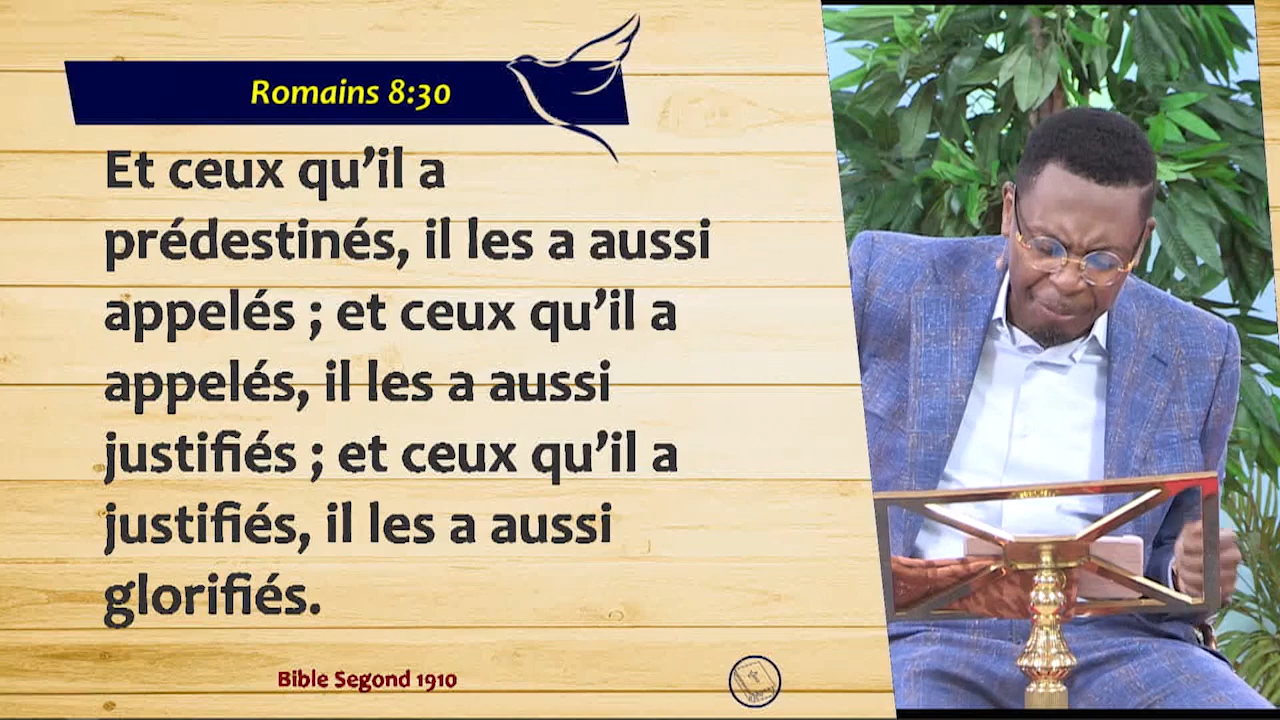 Romains 8:30
Et ceux qu’il a
prédestinés, il les a aussi
appelés ; et ceux qu’il a
appelés, il les a aussi
justifiés ; et ceux qu’il a
justifiés, il les a aussi
glorifiés.
Bible Segond 1910